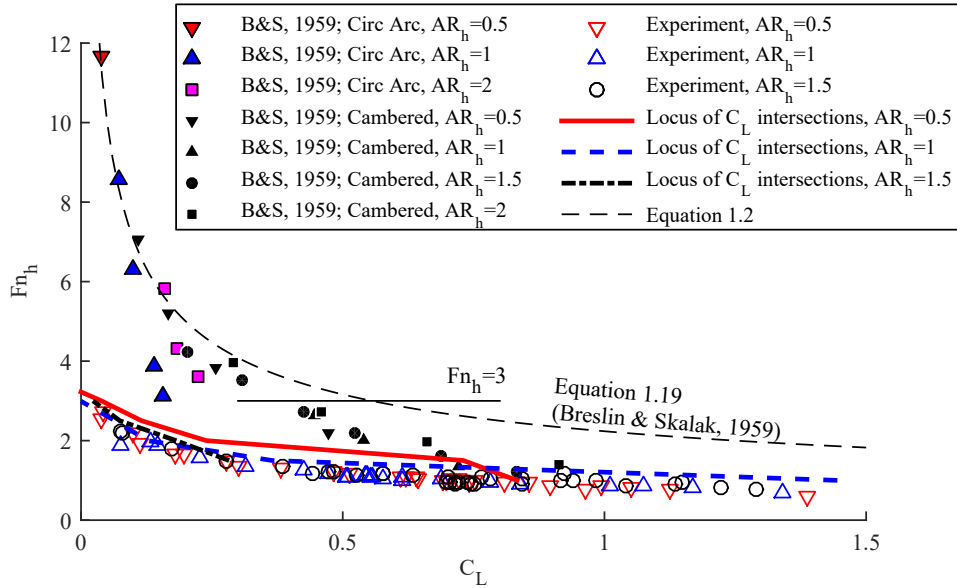 B&S, 1959; Circ Arc, AR_h=0.5
B&S, 1959; Circ Arc, AR_h=1
B&S, 1959; Circ Arc, AR_h=2
B&S, 1959; Cambered, AR_h=0.5
B&S, 1959; Cambered, AR_h=1
B&S, 1959; Cambered, AR_h=1.5
B&S, 1959; Cambered, AR_h=2
Experiment, AR_h=0.5
Experiment, AR_h=1
Experiment, AR_h=1.5
Locus of C_L intersections, AR_h=0.5
Locus of C_L intersections, AR_h=1
Locus of C_L intersections, AR_h=1.5
Equation 1.2
12
10
8
6
4
2
0
Fn_h
Fn_h=3
Equation 1.19
(Breslin & Skalak, 1959)
0
0.5
1
1.5
C_L